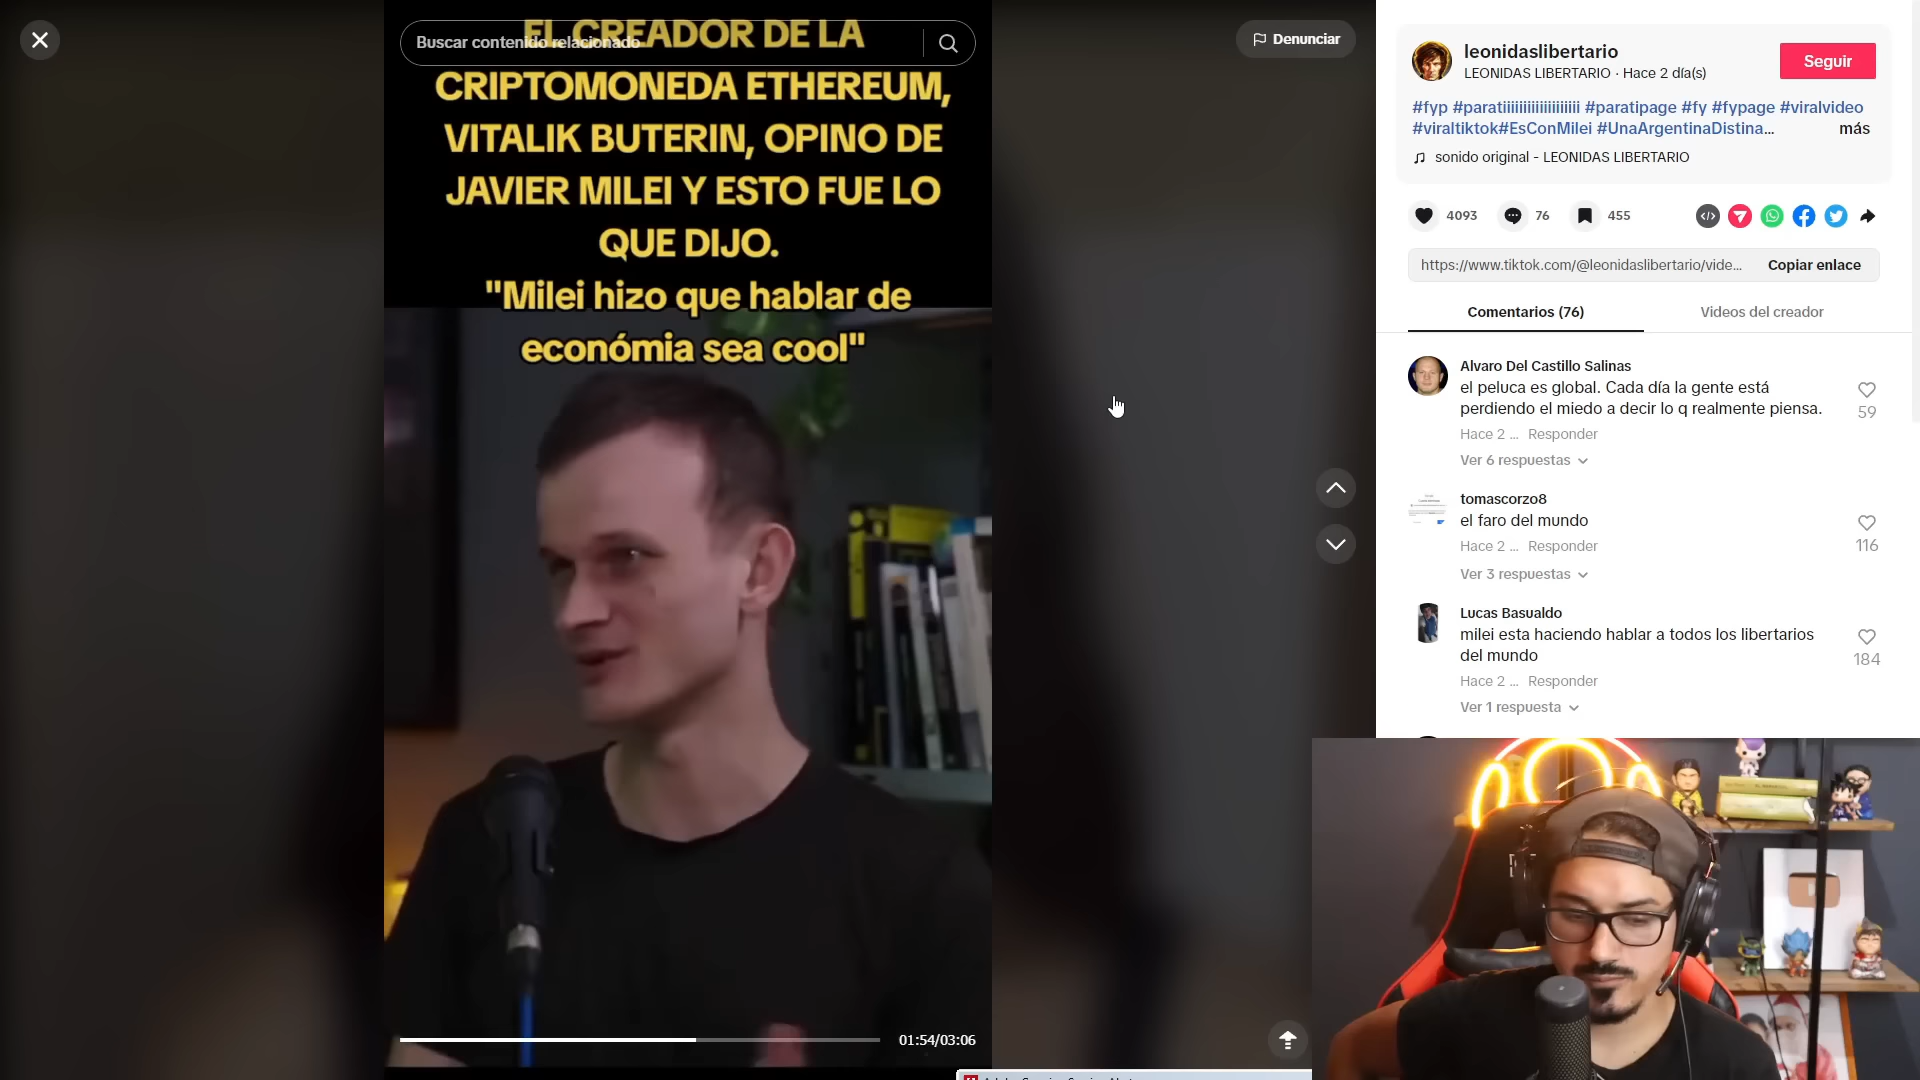 Buscar contenido relacionado
EL CREADOR DE LA
CRIPTOMONEDA ETHEREUM,
VITALIK BUTERIN, OPINO DE
JAVIER MILEI Y ESTO FUE LO
QUE DIJO.
"Milei hizo que hablar de
económia sea cool"
01:54/03:06
Denunciar
leonidaslibertario
LEONIDAS LIBERTARIO · Hace 2 día(s)
Seguir
#fyp #paratiiiiiiiiiiiiiiiiiii #paratipage #fy #fypage #viralvideo
#viraltiktok#EsConMilei #UnaArgentinaDistina...
más
sonido original - LEONIDAS LIBERTARIO
4093
76
455
https://www.tiktok.com/@leonidaslibertario/vide...
Copiar enlace
Comentarios (76)
Videos del creador
Alvaro Del Castillo Salinas
el peluca es global. Cada día la gente está
perdiendo el miedo a decir lo q realmente piensa.
59
Hace 2 ... Responder
Ver 6 respuestas
tomascorzo8
el faro del mundo
116
Hace 2 ... Responder
Ver 3 respuestas
Lucas Basualdo
milei esta haciendo hablar a todos los libertarios
del mundo
184
Hace 2 ... Responder
Ver 1 respuesta